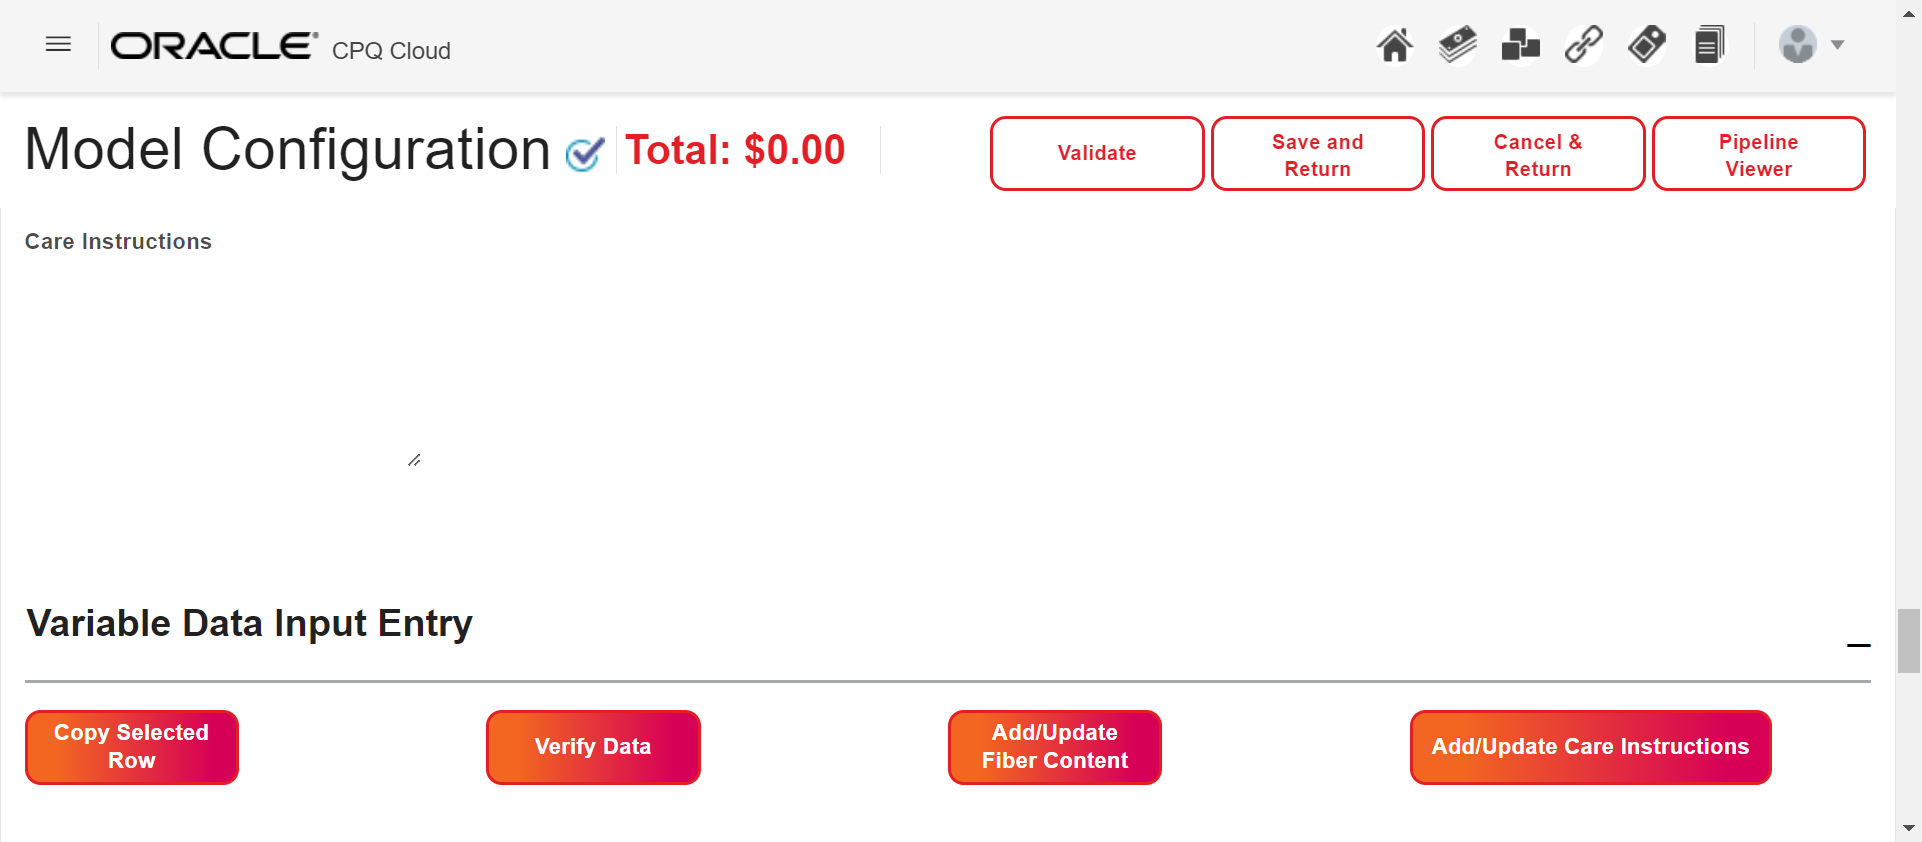 ORACLE® CPQ Cloud
Model Configuration Total: $0.00
Validate
Save and
Return
Cancel &
Return
Pipeline
Viewer
Care Instructions
Variable Data Input Entry
Copy Selected
Row
Verify Data
Add/Update
Fiber Content
Add/Update Care Instructions